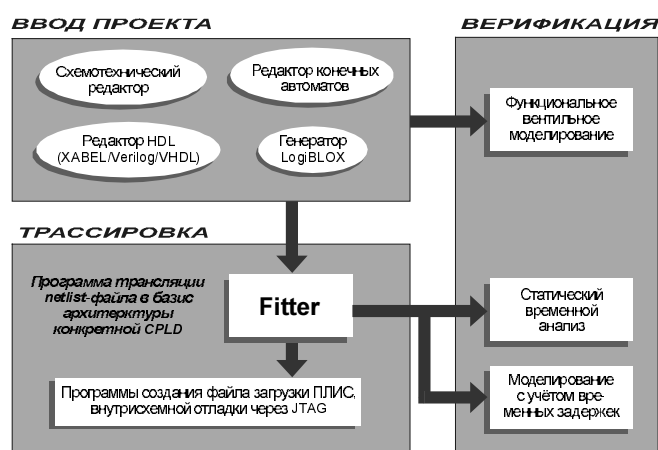 ВВОД ПРОЕКТА
Схемотехнический
редактор
Редактор конечных
автоматов
Редактор HDL
(XABEL/Verilog/VHDL)
Генератор
LogiBLOX
ВЕРИФИКАЦИЯ
Функциональное
вентильное
моделирование
ТРАССИРОВКА
Программа трансляции
netlist-файла в базис
архитерктуры
конкретной CPLD
Fitter
Программы создания файла загрузки ПЛИС,
внутрисхемной отладки через JTAG
Статический
временной
анализ
Моделирование
с учётом вре-
менных задержек